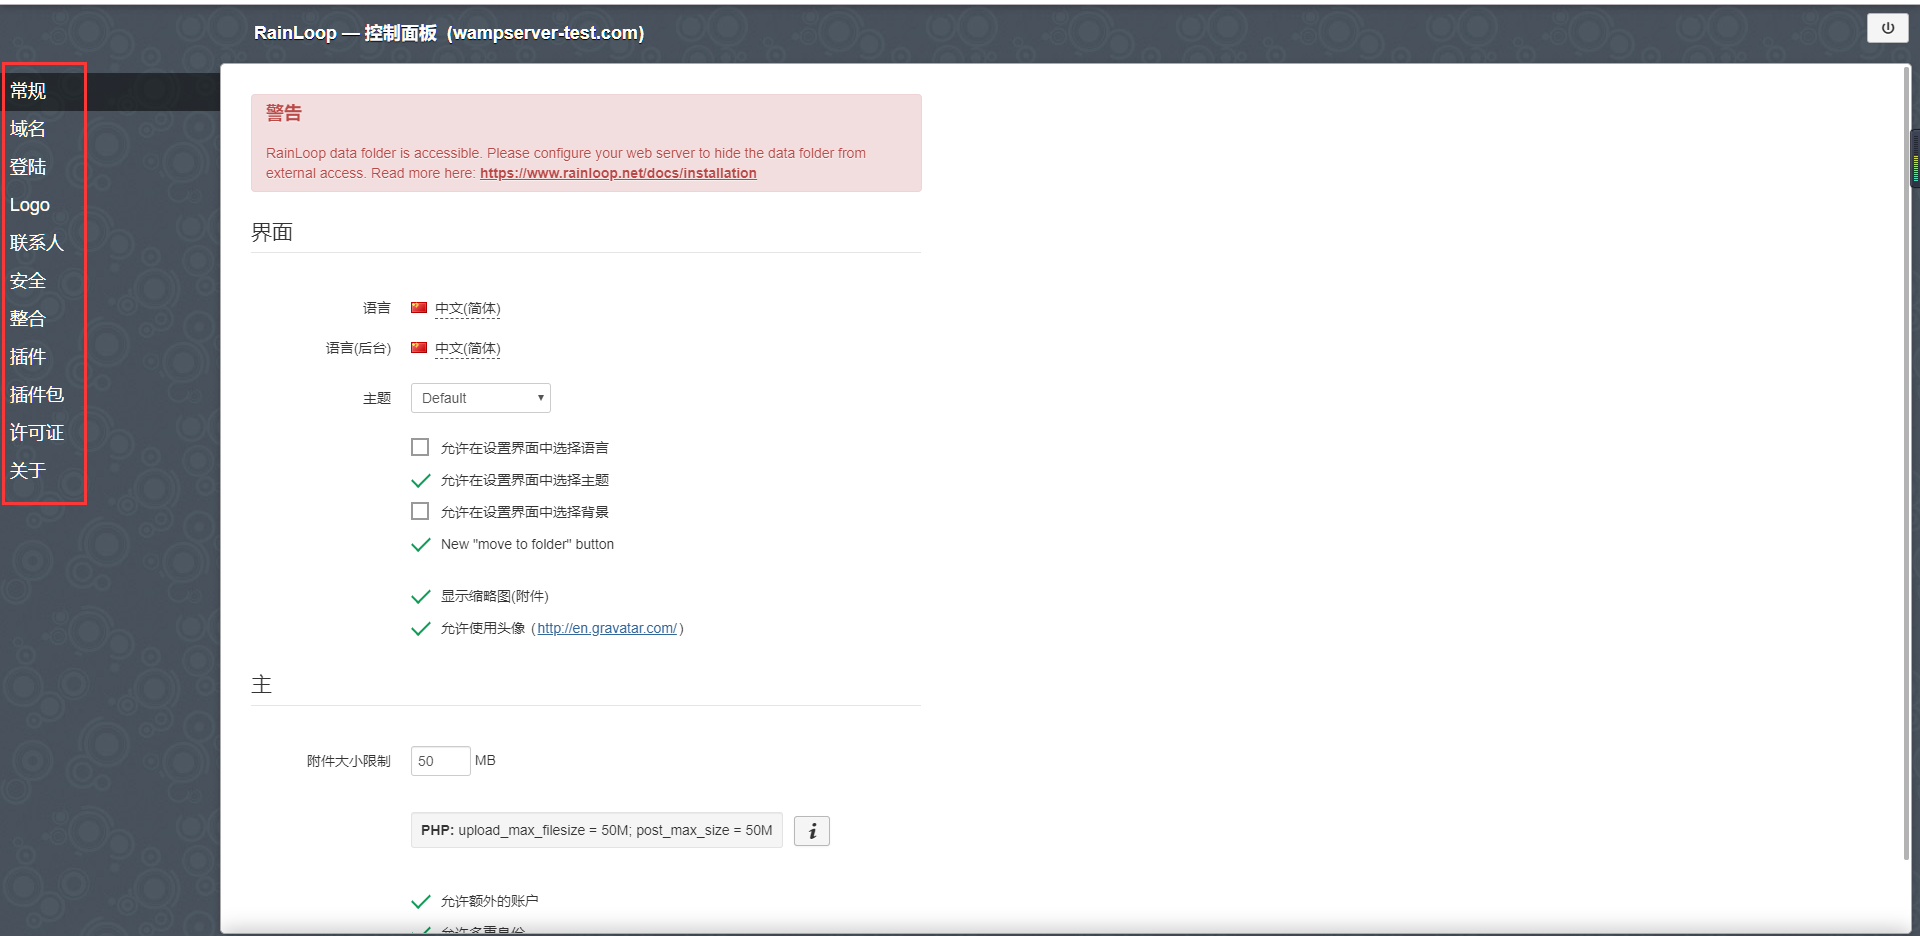 RainLoop — 控制面板 (wampserver-test.com)
常规
域名
登陆
Logo
联系人
安全
整合
插件
插件包
许可证
关于
警告
RainLoop data folder is accessible. Please configure your web server to hide the data folder from
external access. Read more here: https://www.rainloop.net/docs/installation
界面
语言 中文(简体)
语言(后台) 中文(简体)
主题 Default
允许在设置界面中选择语言
允许在设置界面中选择主题
允许在设置界面中选择背景
New "move to folder" button
显示缩略图(附件)
允许使用头像 (http://en.gravatar.com/)
主
附件大小限制 50 MB
PHP: upload_max_filesize = 50M; post_max_size = 50M i
允许额外的账户
允许多重身份